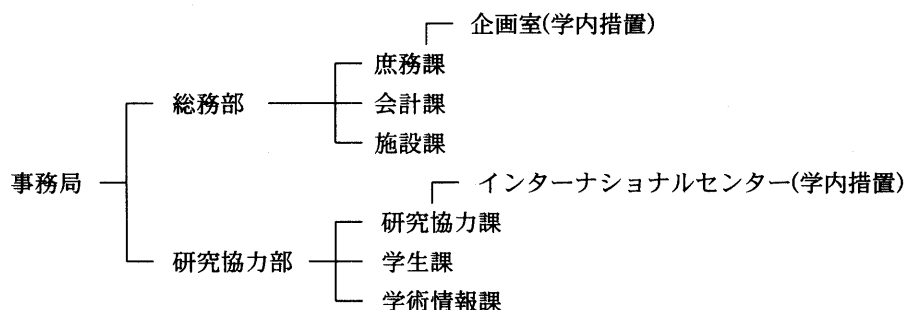 企画室(学内措置)
庶務課
総務部
会計課
施設課
事務局
インターナショナルセンター(学内措置)
研究協力課
研究協力部
学生課
学術情報課